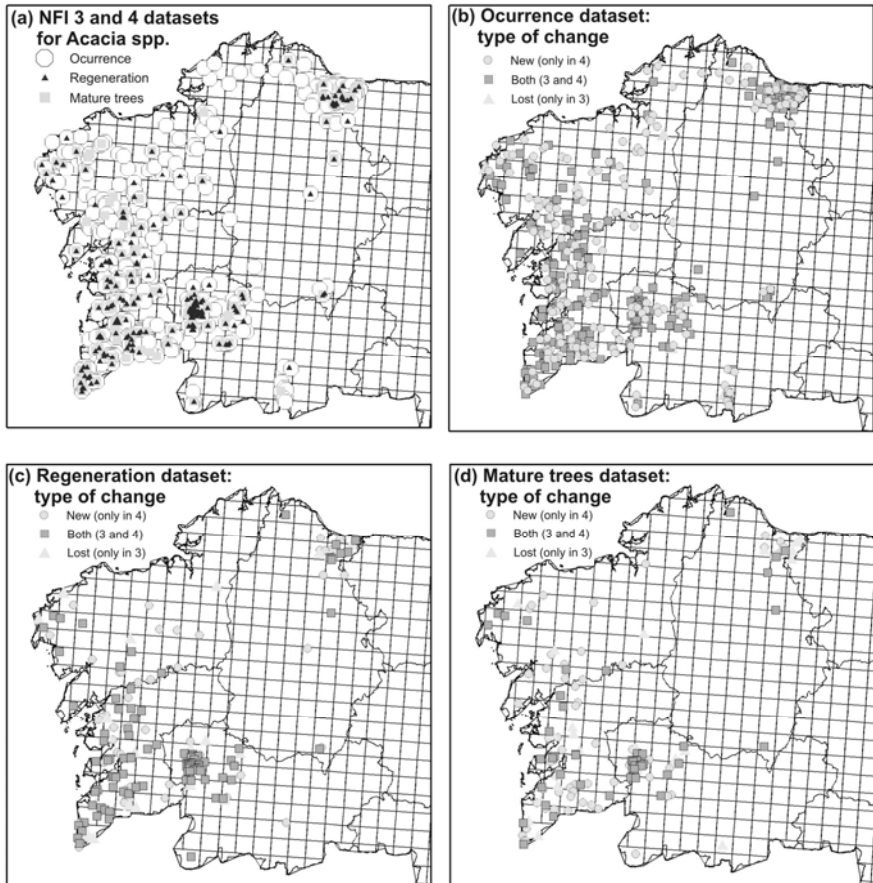 (a) NFI 3 and 4 datasets
for Acacia spp.
Ocurrence
Regeneration
Mature trees
(b) Ocurrence dataset:
type of change
New (only in 4)
Both (3 and 4)
Lost (only in 3)
(c) Regeneration dataset:
type of change
New (only in 4)
Both (3 and 4)
Lost (only in 3)
(d) Mature trees dataset:
type of change
New (only in 4)
Both (3 and 4)
Lost (only in 3)